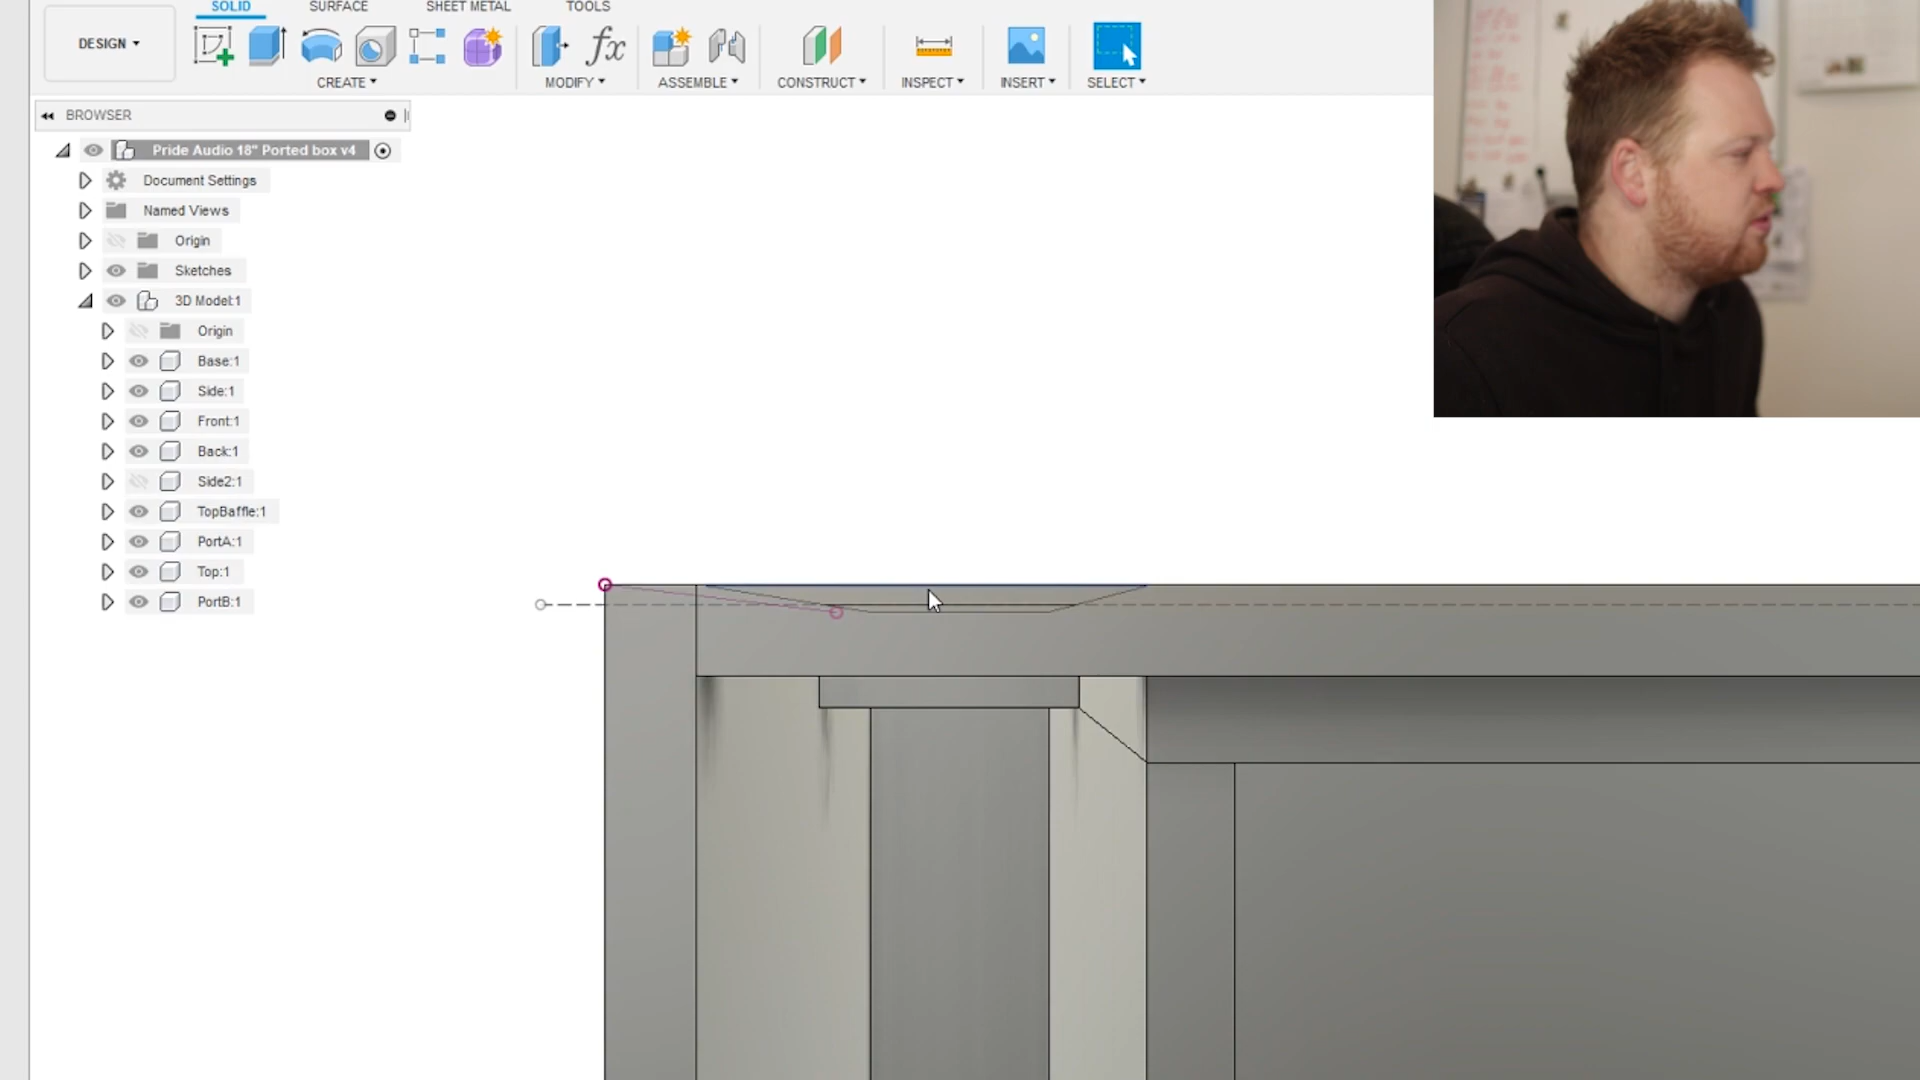 SOLID SURFACE SHEET METAL TOOLS
DESIGN
CREATE MODIFY ASSEMBLE CONSTRUCT INSPECT INSERT SELECT
BROWSER
Pride Audio 18" Ported box v4
Document Settings
Named Views
Origin
Sketches
3D Model:1
Origin
Base:1
Side:1
Front:1
Back:1
Side2:1
TopBaffle:1
PortA:1
Top:1
PortB:1